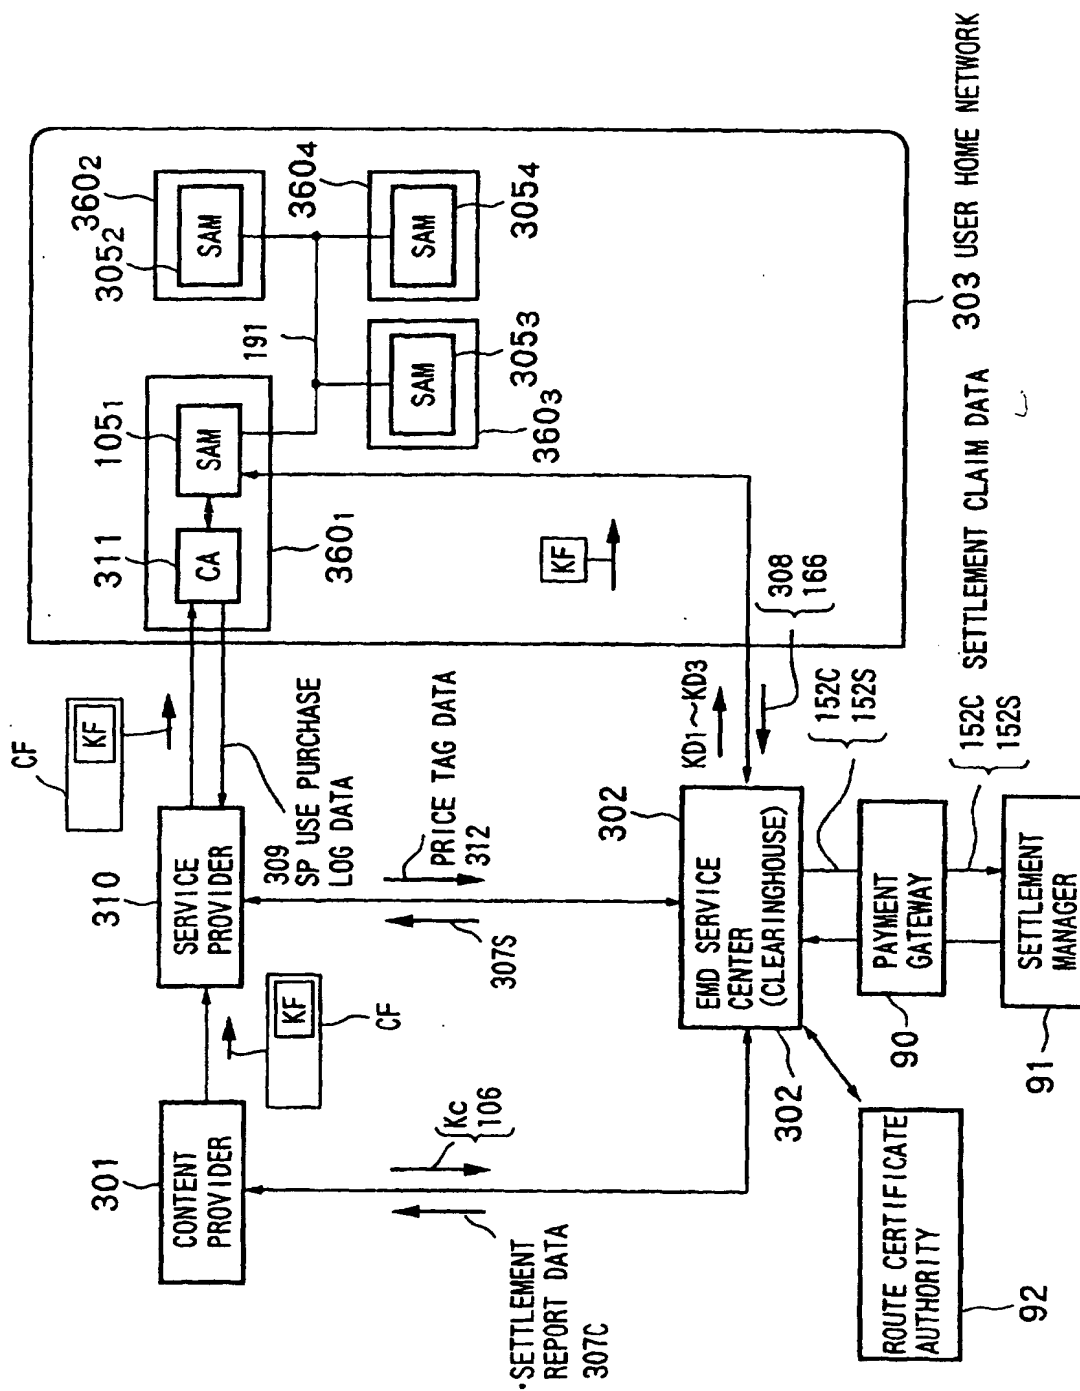 301
CONTENT
PROVIDER
KF
CF
310
SERVICE
PROVIDER
CF
KF
309
SP USE PURCHASE
LOG DATA
311
CA
1051
SAM
3601
191
3602
3052
SAM
3604
SAM
3054
SAM
3053
3603
KF
303 USER HOME NETWORK
Kc
106
•SETTLEMENT
REPORT DATA
307C
307S
PRICE TAG DATA
312
302
EMD SERVICE
CENTER
(CLEARINGHOUSE)
302
KD1~KD3
308
166
152C
152S
PAYMENT
GATEWAY
90
152C
152S
SETTLEMENT CLAIM DATA
SETTLEMENT
MANAGER
91
ROUTE CERTIFICATE
AUTHORITY
92